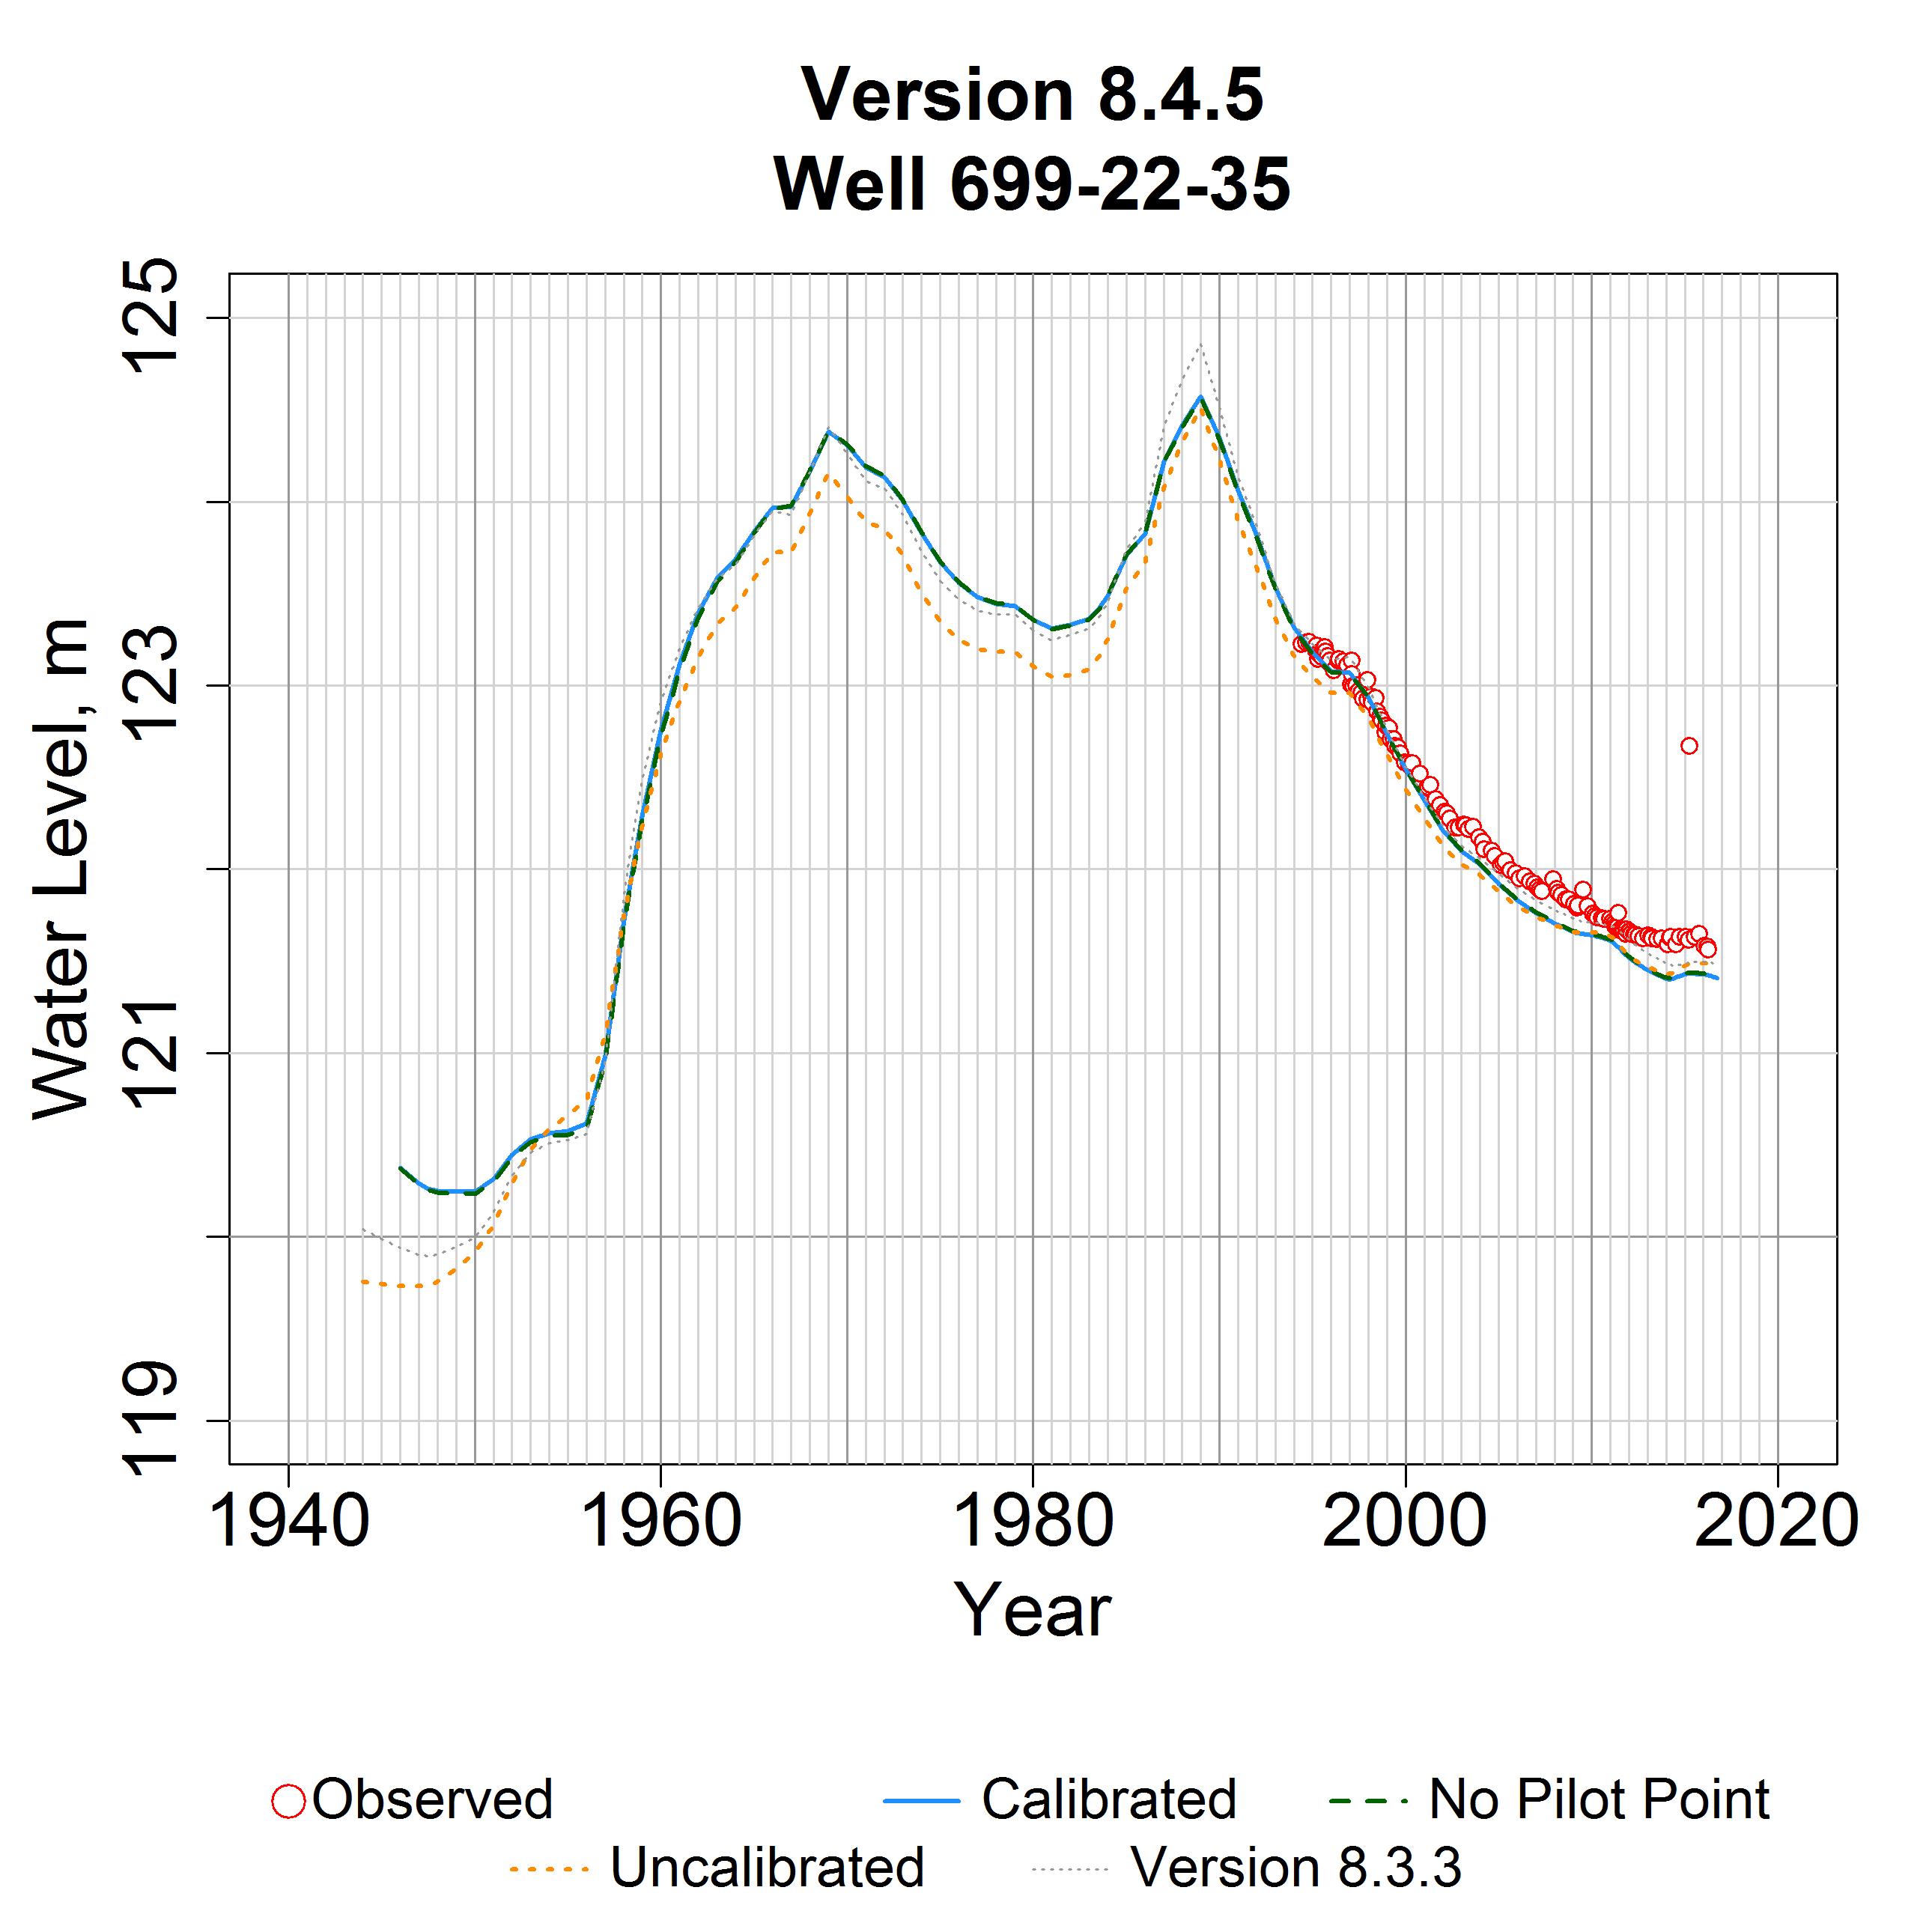 Version 8.4.5
Well 699-22-35
Water Level, m
125
123
121
119
1940 1960 1980 2000 2020
Year
Observed Calibrated No Pilot Point
Uncalibrated Version 8.3.3